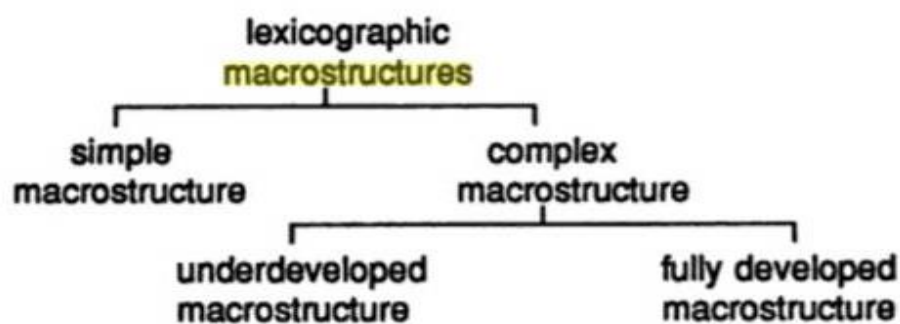 lexicographic
macrostructures
simple
macrostructure
complex
macrostructure
underdeveloped
macrostructure
fully developed
macrostructure